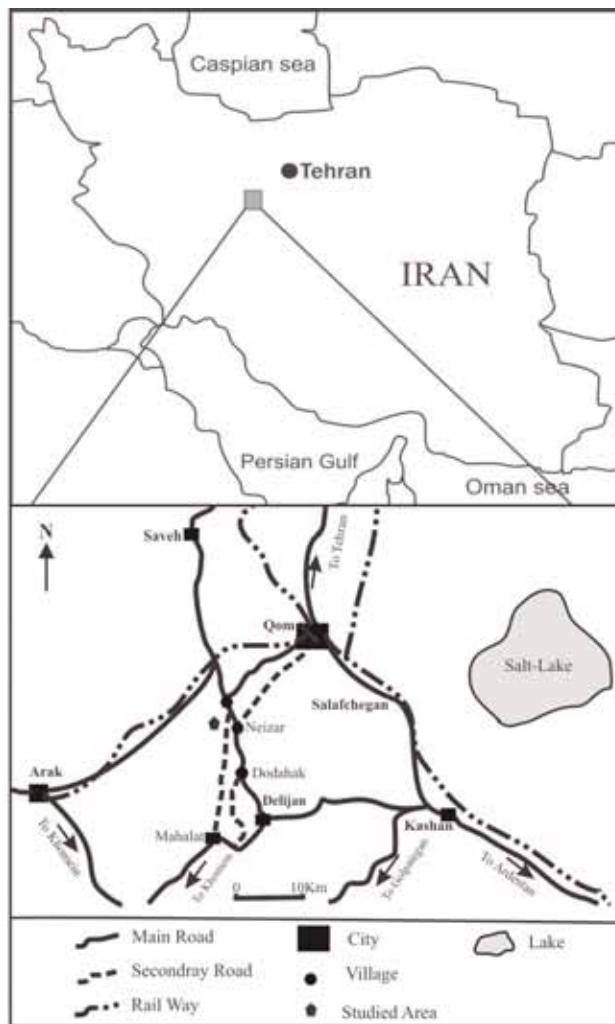 Caspian sea
Tehran
IRAN
Persian Gulf
Oman sea
N
Saveh
To Tehran
Qom
Salt-Lake
Salafchegan
Neizar
Arak
Dodahak
Delijan
Mahalat
Kashan
To Khomein
To Khomein
0 10Km
To Golpaiegan
To Ardestan
Main Road
City
Lake
Secondray Road
Village
Rail Way
Studied Area